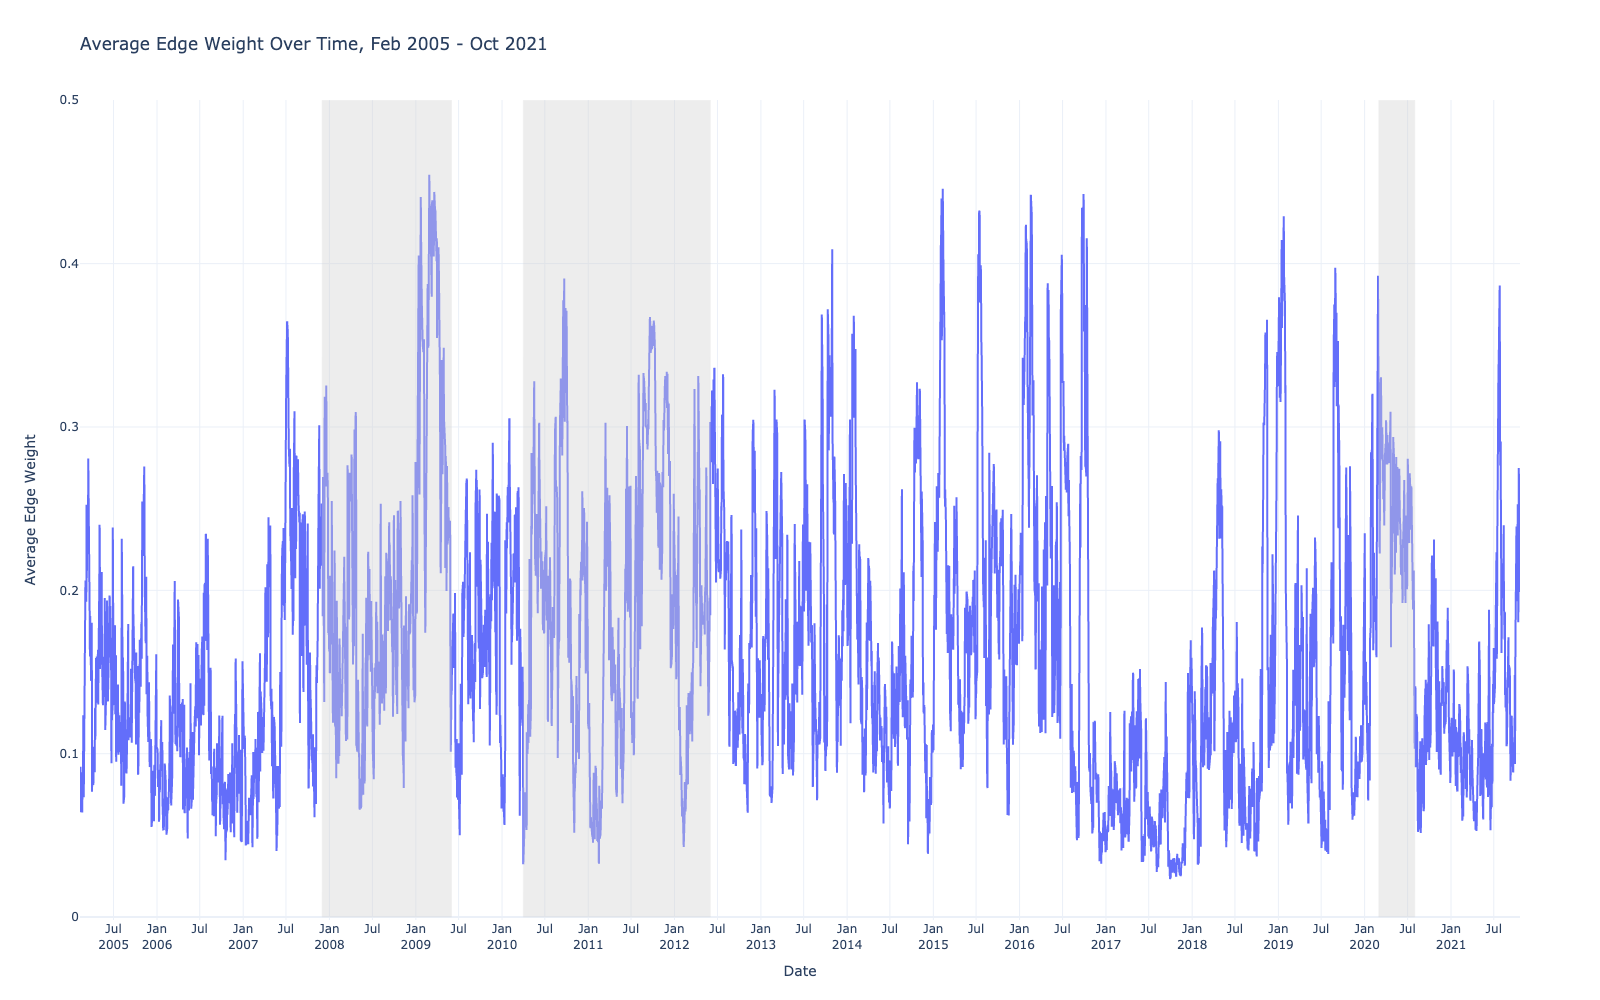 Average Edge Weight Over Time, Feb 2005 - Oct 2021
0.5
0.4
0.3
0.2
0.1
0
Average Edge Weight
Jul Jan Jul Jan Jul Jan Jul Jan Jul Jan Jul Jan Jul Jan Jul Jan Jul Jan Jul Jan Jul Jan Jul Jan Jul Jan Jul Jan Jul Jan Jul Jan Jul
2005 2006 2007 2008 2009 2010 2011 2012 2013 2014 2015 2016 2017 2018 2019 2020 2021
Date